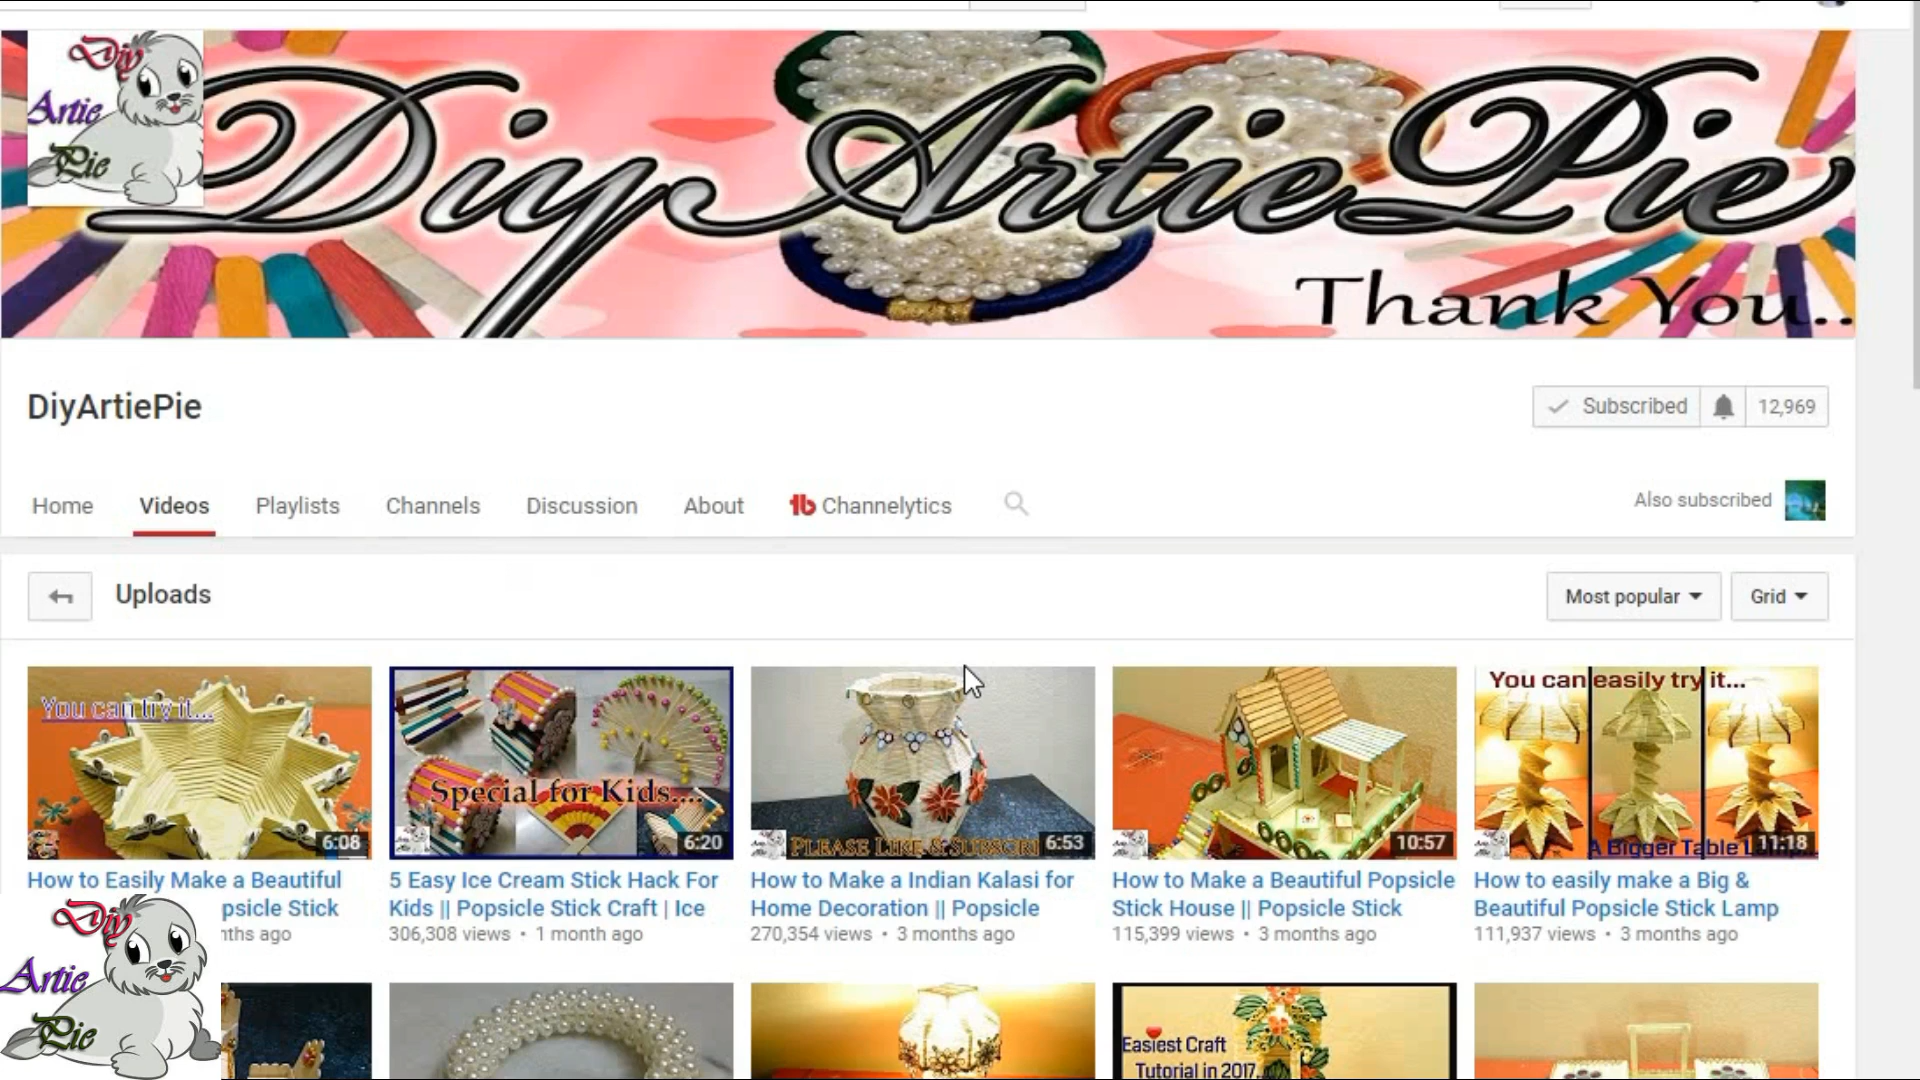 Diy
Artie
Pie
Diy Artie Pie
Thank You..
DiyArtiePie
Subscribed
12,969
Home
Videos
Playlists
Channels
Discussion
About
Channelytics
Also subscribed
Uploads
Most popular
Grid
You can try it...
6:08
Special for Kids....
6:20
PLEASE LIKE & SUBSCRI
6:53
10:57
You can easily try it...
A Bigger Table L
11:18
How to Easily Make a Beautiful
psicle Stick
nths ago
5 Easy Ice Cream Stick Hack For
Kids || Popsicle Stick Craft | Ice
306,308 views • 1 month ago
How to Make a Indian Kalasi for
Home Decoration || Popsicle
270,354 views • 3 months ago
How to Make a Beautiful Popsicle
Stick House || Popsicle Stick
115,399 views • 3 months ago
How to easily make a Big &
Beautiful Popsicle Stick Lamp
111,937 views • 3 months ago
Diy
Artie
Pie
Easiest Craft
Tutorial in 2017...